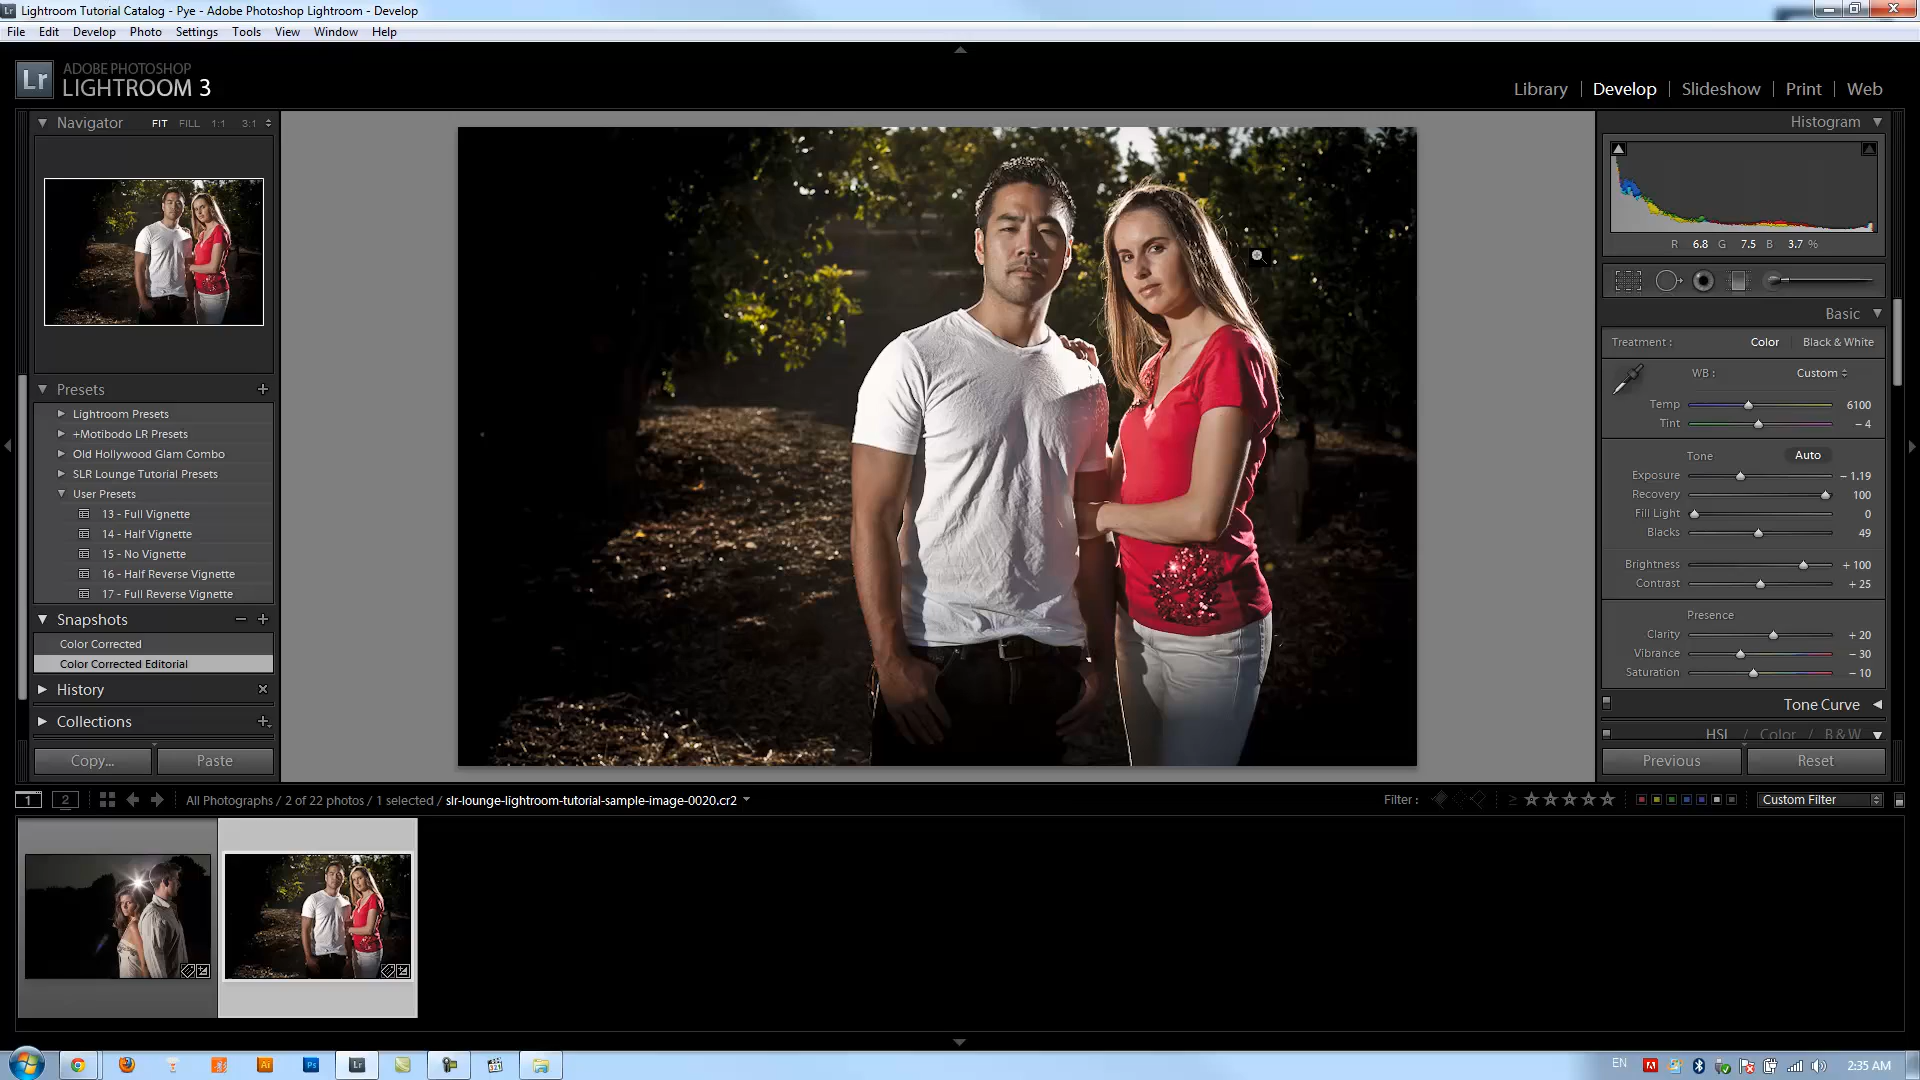 Lightroom Tutorial Catalog - Pye - Adobe Photoshop Lightroom - Develop
File Edit Develop Photo Settings Tools View Window Help
Lr ADOBE PHOTOSHOP
LIGHTROOM 3
Library | Develop | Slideshow | Print | Web
Navigator FIT FILL 1:1 3:1
Presets +
Lightroom Presets
+Motibodo LR Presets
Old Hollywood Glam Combo
SLR Lounge Tutorial Presets
User Presets
13 - Full Vignette
14 - Half Vignette
15 - No Vignette
16 - Half Reverse Vignette
17 - Full Reverse Vignette
Snapshots − +
Color Corrected
Color Corrected Editorial
History
Collections
Copy... Paste
Histogram
R 6.8 G 7.5 B 3.7 %
Basic
Treatment : Color Black & White
WB : Custom
Temp 6100
Tint – 4
Tone Auto
Exposure – 1.19
Recovery 100
Fill Light 0
Blacks 49
Brightness + 100
Contrast + 25
Presence
Clarity + 20
Vibrance – 30
Saturation – 10
Tone Curve
HSL / Color / B & W
Previous Reset
1 2 All Photographs / 2 of 22 photos / 1 selected / slr-lounge-lightroom-tutorial-sample-image-0020.cr2
Filter : ≥ Custom Filter
Ai Ps Lr 321 EN 2:35 AM